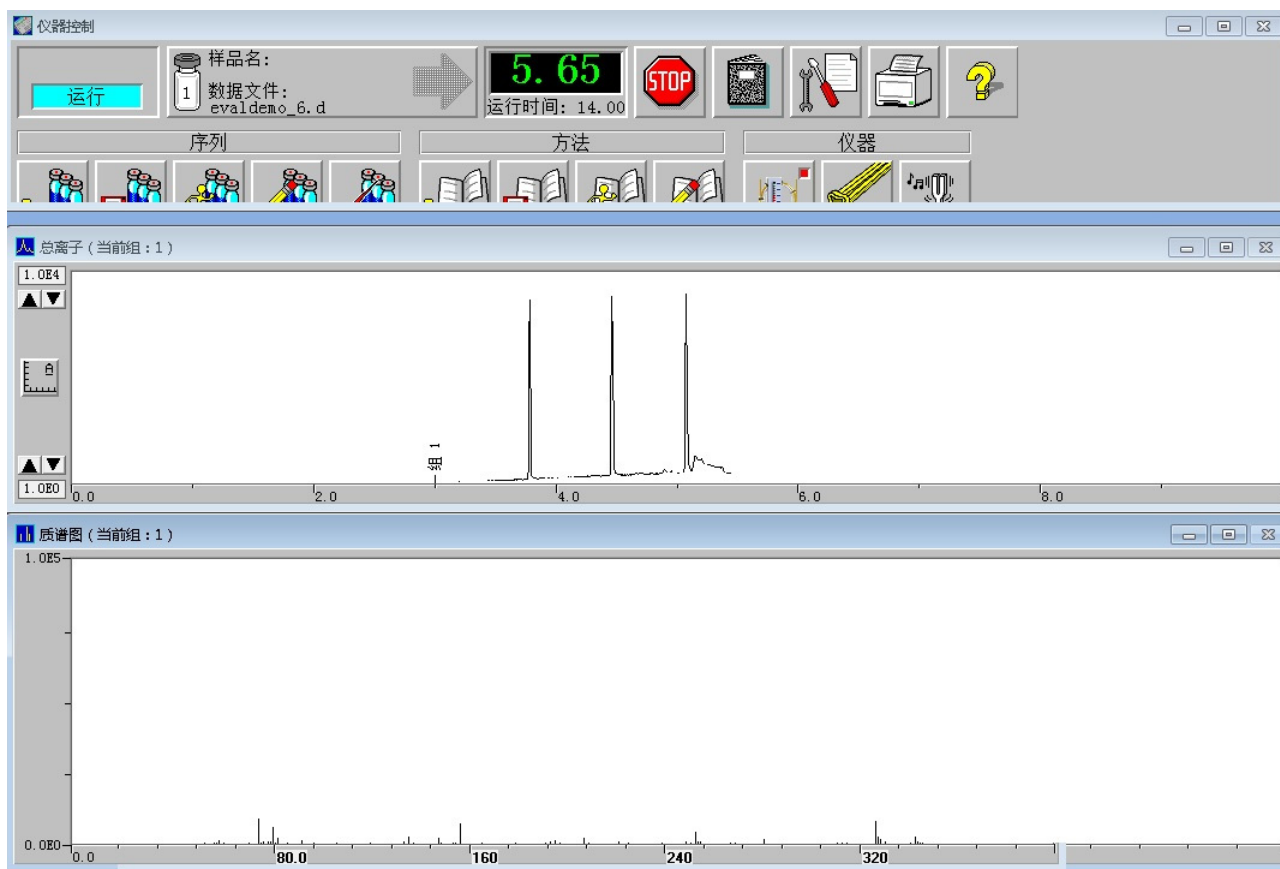 仪器控制
样品名:
5.65
STOP
1
数据文件:
evaldemo_6.d
运行
运行时间: 14.00
序列
方法
仪器
总离子 (当前组：1)
1.0E4
组 1
1.0E0
0.0
2.0
4.0
6.0
8.0
质谱图 (当前组：1)
1.0E5
0.0E0
0.0
80.0
160
240
320